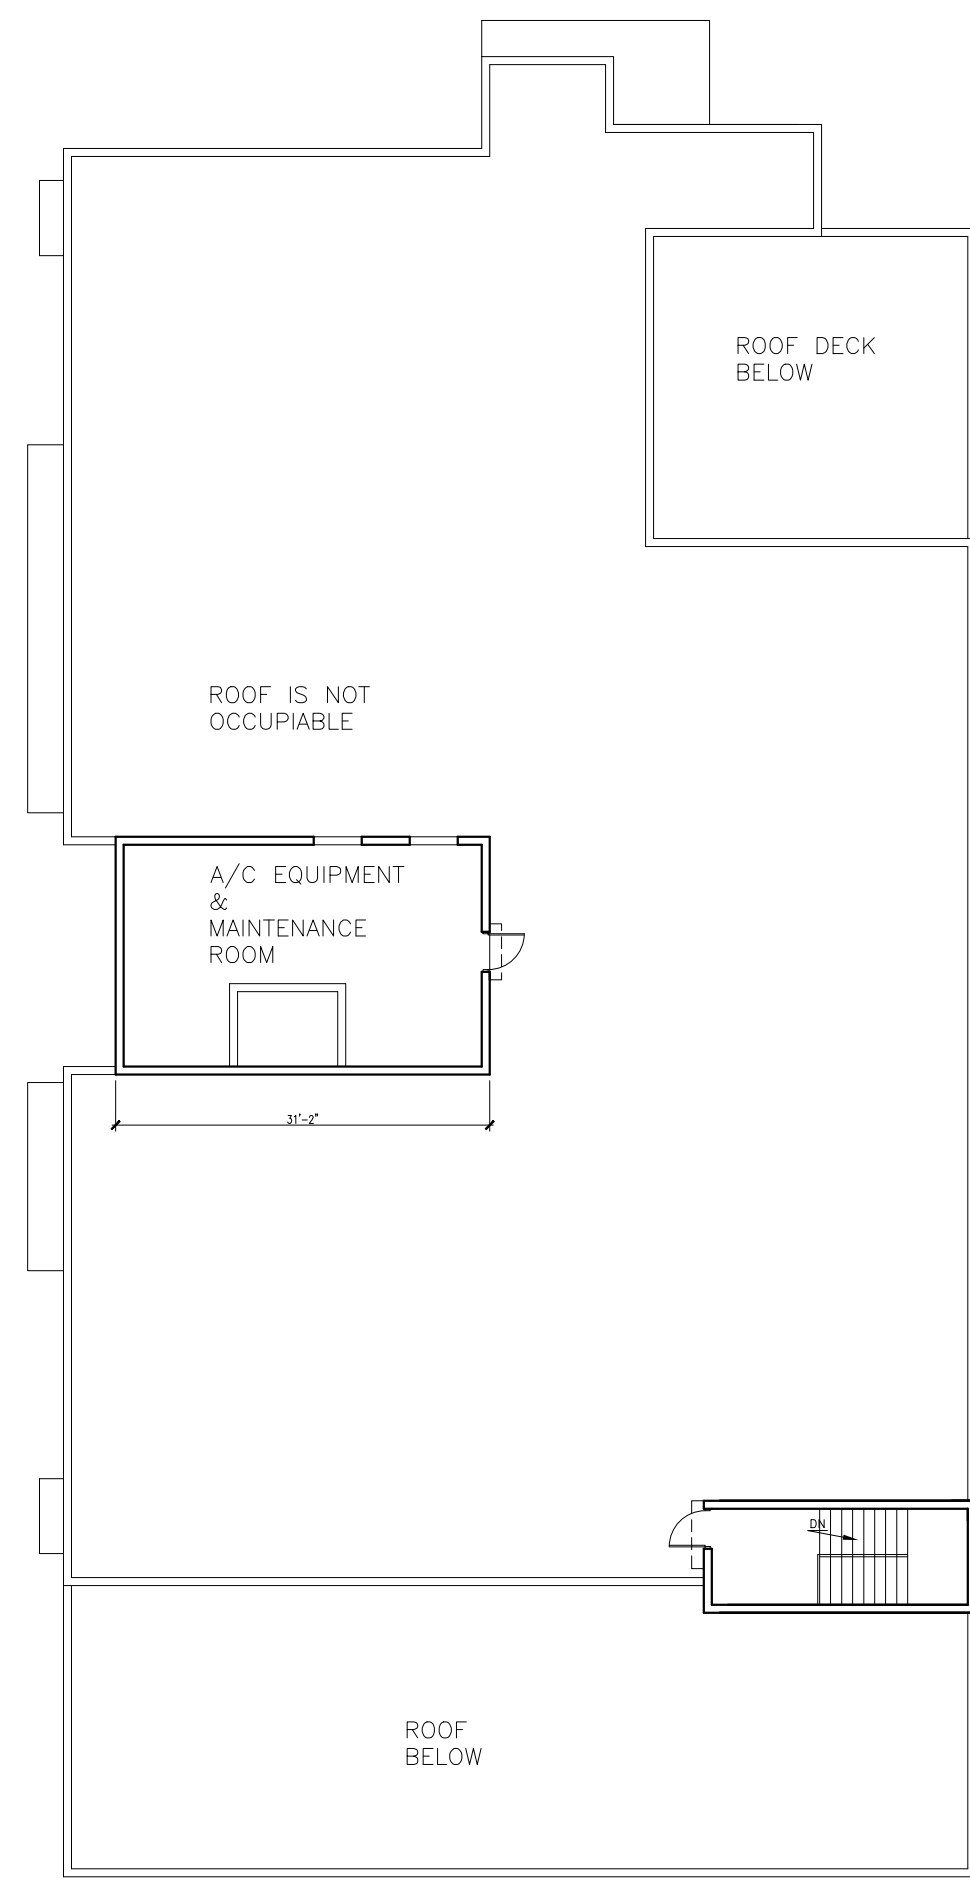 ROOF DECK
BELOW
ROOF IS NOT
OCCUPIABLE
A/C EQUIPMENT
&
MAINTENANCE
ROOM
31'-2"
DN
ROOF
BELOW